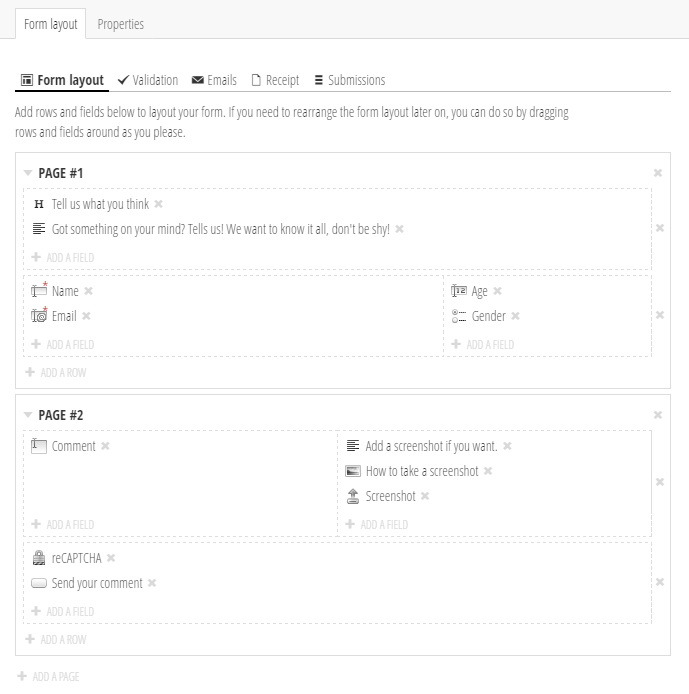 Form layout Properties
Form layout Validation Emails Receipt Submissions
Add rows and fields below to layout your form. If you need to rearrange the form layout later on, you can do so by dragging
rows and fields around as you please.
PAGE #1
H Tell us what you think
Got something on your mind? Tells us! We want to know it all, don't be shy!
ADD A FIELD
Name
Email
ADD A FIELD
Age
Gender
ADD A FIELD
ADD A ROW
PAGE #2
Comment
ADD A FIELD
Add a screenshot if you want.
How to take a screenshot
Screenshot
ADD A FIELD
reCAPTCHA
Send your comment
ADD A FIELD
ADD A ROW
ADD A PAGE